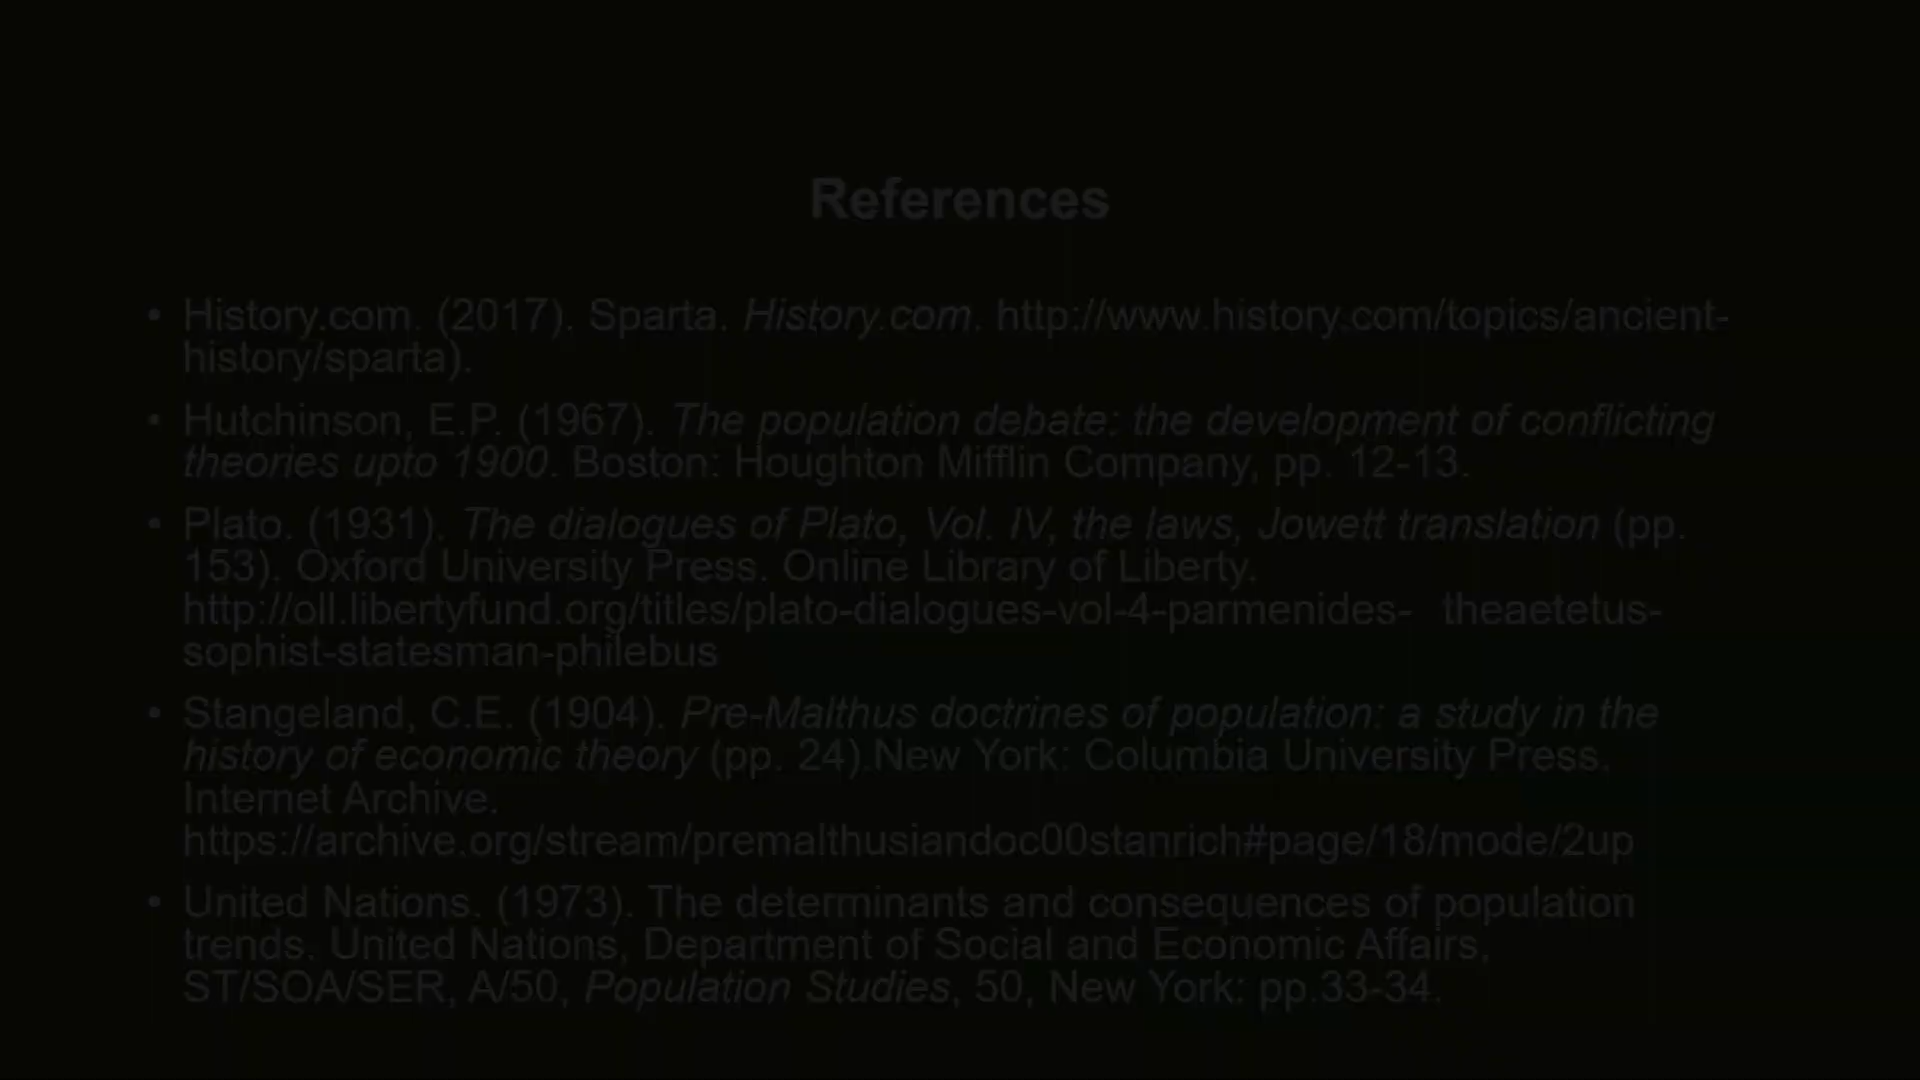 References
• History.com. (2017). Sparta. History.com. http://www.history.com/topics/ancient-
history/sparta).
• Hutchinson, E.P. (1967). The population debate: the development of conflicting
theories upto 1900. Boston: Houghton Mifflin Company, pp. 12-13.
• Plato. (1931). The dialogues of Plato, Vol. IV, the laws, Jowett translation (pp.
153). Oxford University Press. Online Library of Liberty.
http://oll.libertyfund.org/titles/plato-dialogues-vol-4-parmenides- theaetetus-
sophist-statesman-philebus
• Stangeland, C.E. (1904). Pre-Malthus doctrines of population: a study in the
history of economic theory (pp. 24).New York: Columbia University Press.
Internet Archive.
https://archive.org/stream/premalthusiandoc00stanrich#page/18/mode/2up
• United Nations. (1973). The determinants and consequences of population
trends. United Nations, Department of Social and Economic Affairs,
ST/SOA/SER, A/50, Population Studies, 50, New York: pp.33-34.